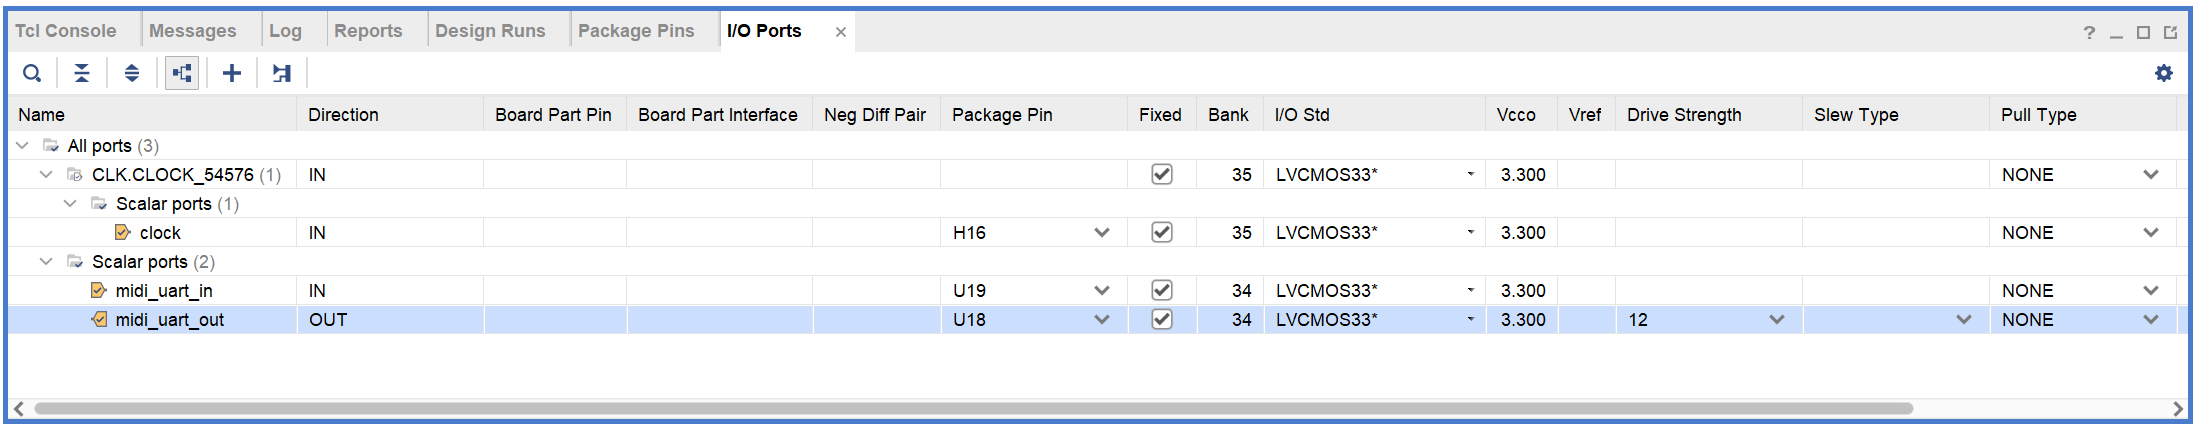 Tcl Console Messages Log Reports Design Runs Package Pins I/O Ports × ?
Name Direction Board Part Pin Board Part Interface Neg Diff Pair Package Pin Fixed Bank I/O Std Vcco Vref Drive Strength Slew Type Pull Type
All ports (3)
CLK.CLOCK_54576 (1) IN 35 LVCMOS33* 3.300 NONE
Scalar ports (1)
clock IN H16 35 LVCMOS33* 3.300 NONE
Scalar ports (2)
midi_uart_in IN U19 34 LVCMOS33* 3.300 NONE
midi_uart_out OUT U18 34 LVCMOS33* 3.300 12 NONE